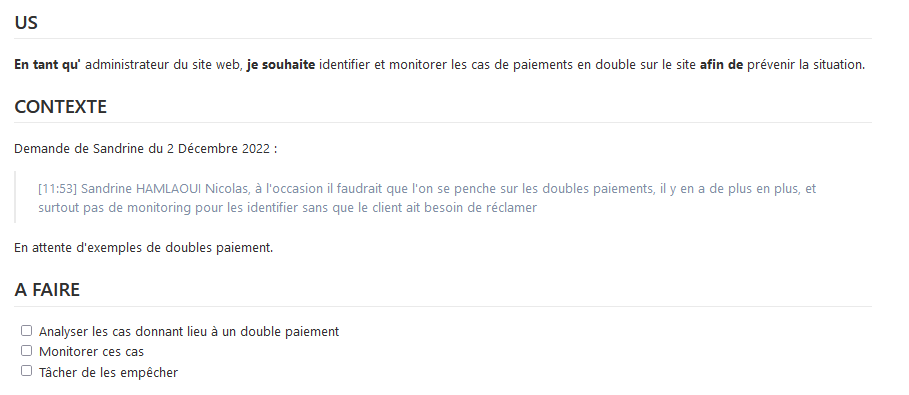 US
En tant qu' administrateur du site web, je souhaite identifier et monitorer les cas de paiements en double sur le site afin de prévenir la situation.
CONTEXTE
Demande de Sandrine du 2 Décembre 2022 :
[11:53] Sandrine HAMLAOUI Nicolas, à l'occasion il faudrait que l'on se penche sur les doubles paiements, il y en a de plus en plus, et
surtout pas de monitoring pour les identifier sans que le client ait besoin de réclamer
En attente d'exemples de doubles paiement.
A FAIRE
Analyser les cas donnant lieu à un double paiement
Monitorer ces cas
Tâcher de les empêcher